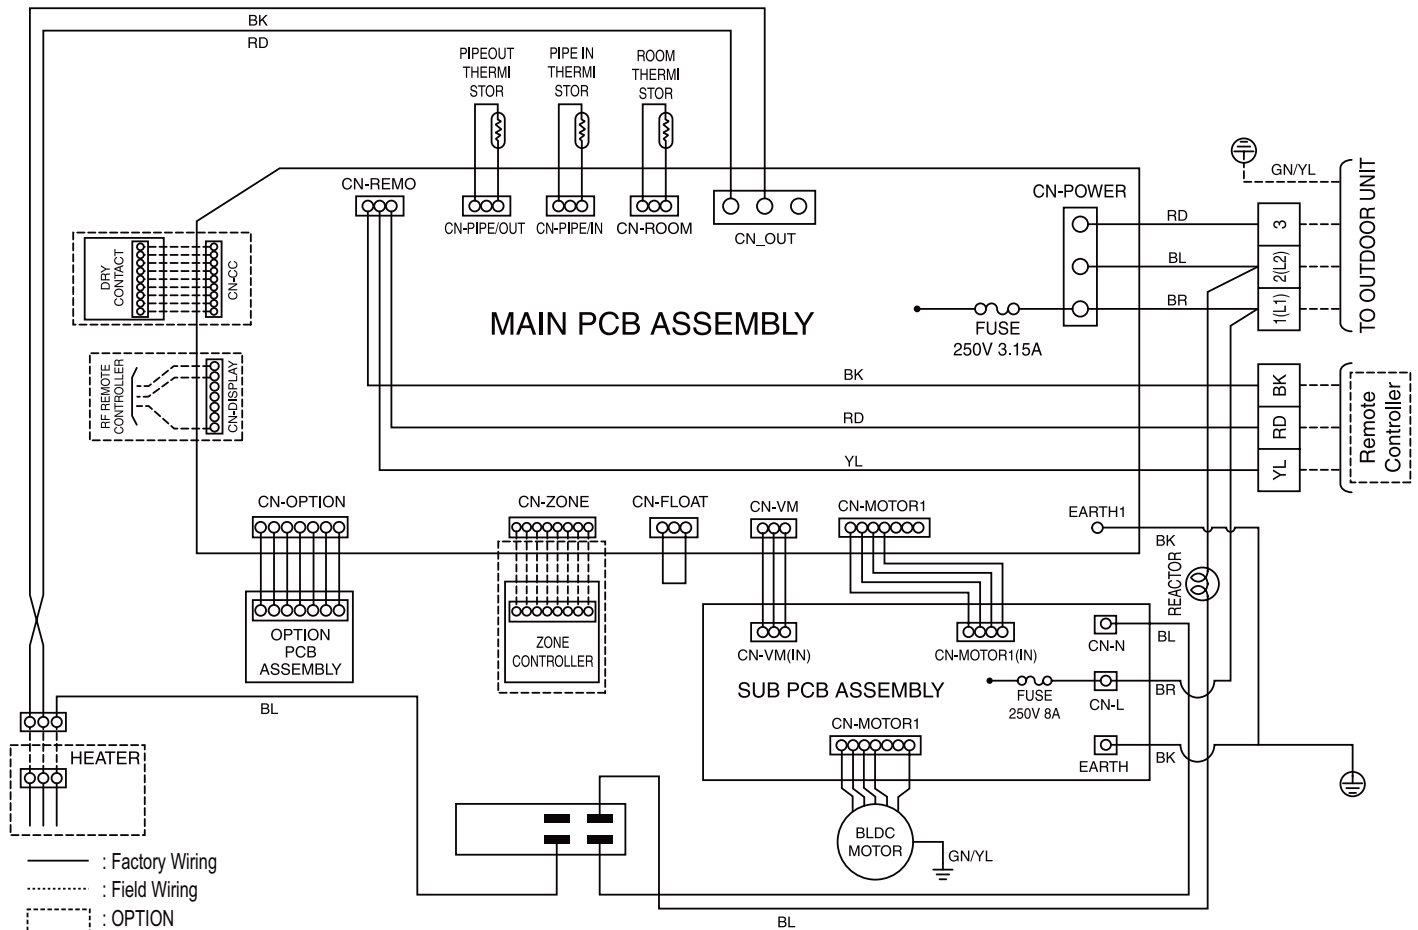 BK
RD
PIPEOUT
THERMI
STOR
PIPE IN
THERMI
STOR
ROOM
THERMI
STOR
CN-REMO
CN-PIPE/OUT
CN-PIPE/IN
CN-ROOM
CN_OUT
CN-POWER
GN/YL
RD
BL
BR
3
2(L2)
1(L1)
TO OUTDOOR UNIT
DRY
CONTACT
CN-CC
MAIN PCB ASSEMBLY
FUSE
250V 3.15A
RF REMOTE
CONTROLLER
CN-DISPLAY
BK
RD
YL
BK
RD
YL
Remote
Controller
CN-OPTION
CN-ZONE
CN-FLOAT
CN-VM
CN-MOTOR1
EARTH1
BK
REACTOR
OPTION
PCB
ASSEMBLY
ZONE
CONTROLLER
CN-VM(IN)
CN-MOTOR1(IN)
CN-N
BL
SUB PCB ASSEMBLY
FUSE
250V 8A
CN-L
BR
CN-MOTOR1
EARTH
BK
BL
HEATER
BLDC
MOTOR
GN/YL
BL
: Factory Wiring
: Field Wiring
: OPTION